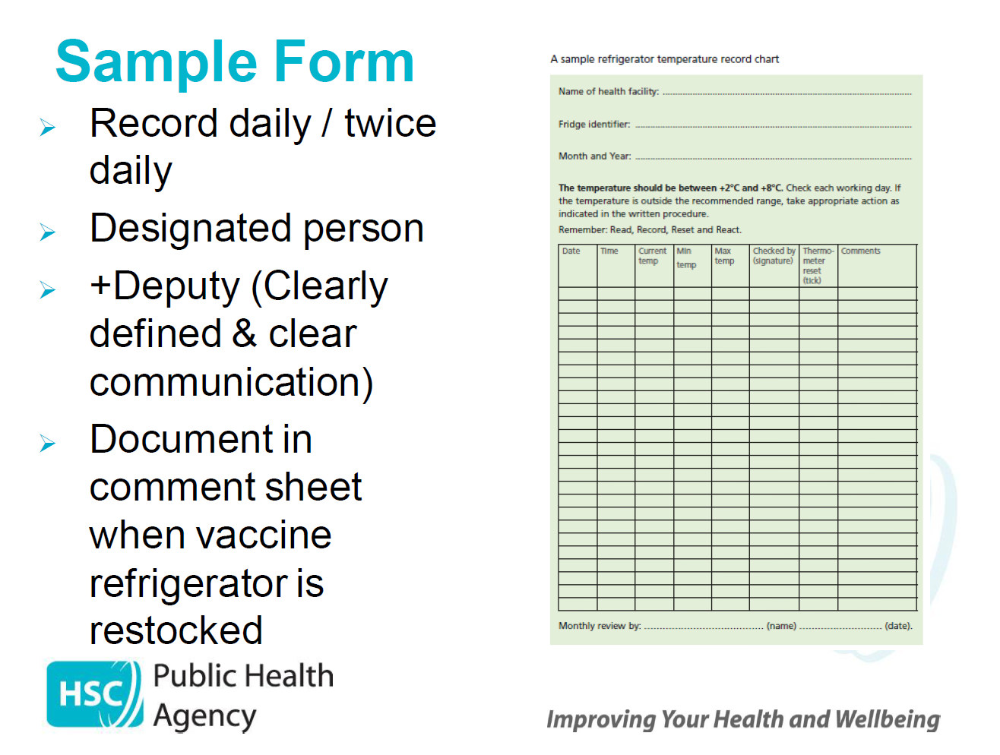 Sample Form
Record daily / twice
daily
Designated person
+Deputy (Clearly
defined & clear
communication)
Document in
comment sheet
when vaccine
refrigerator is
restocked
A sample refrigerator temperature record chart
Name of health facility: ........................................
Fridge identifier: ........................................
Month and Year: ........................................
The temperature should be between +2°C and +8°C. Check each working day. If
the temperature is outside the recommended range, take appropriate action as
indicated in the written procedure.
Remember: Read, Record, Reset and React.
Date Time Current Min Max Checked by Thermo- Comments
temp temp temp (signature) meter
reset
(tick)
Monthly review by: ........................................ (name) ............................ (date).
HSC Public Health
Agency
Improving Your Health and Wellbeing